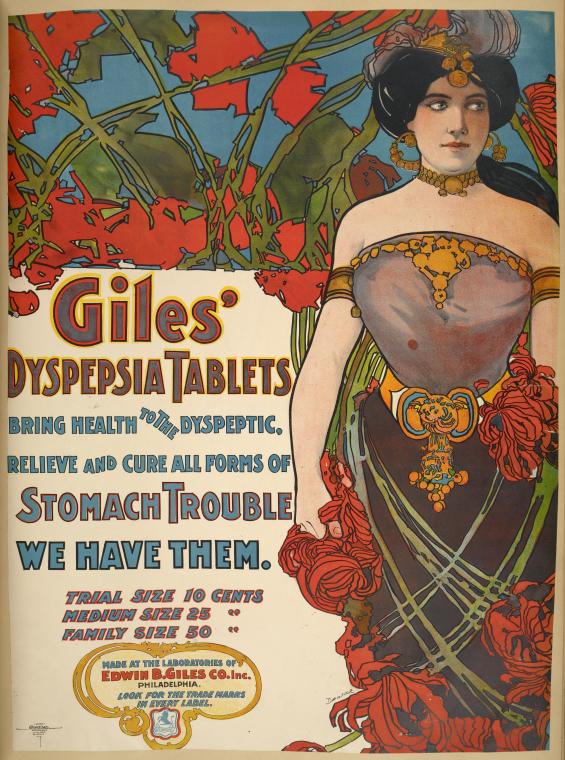 Giles'
DYSPEPSIA TABLETS
BRING HEALTH TO THE DYSPEPTIC.
RELIEVE AND CURE ALL FORMS OF
STOMACH TROUBLE
WE HAVE THEM.
TRIAL SIZE 10 CENTS
MEDIUM SIZE 25 "
FAMILY SIZE 50 "
MADE AT THE LABORATORIES OF
EDWIN B. GILES CO. Inc.
PHILADELPHIA.
LOOK FOR THE TRADE MARKS
IN EVERY LABEL.